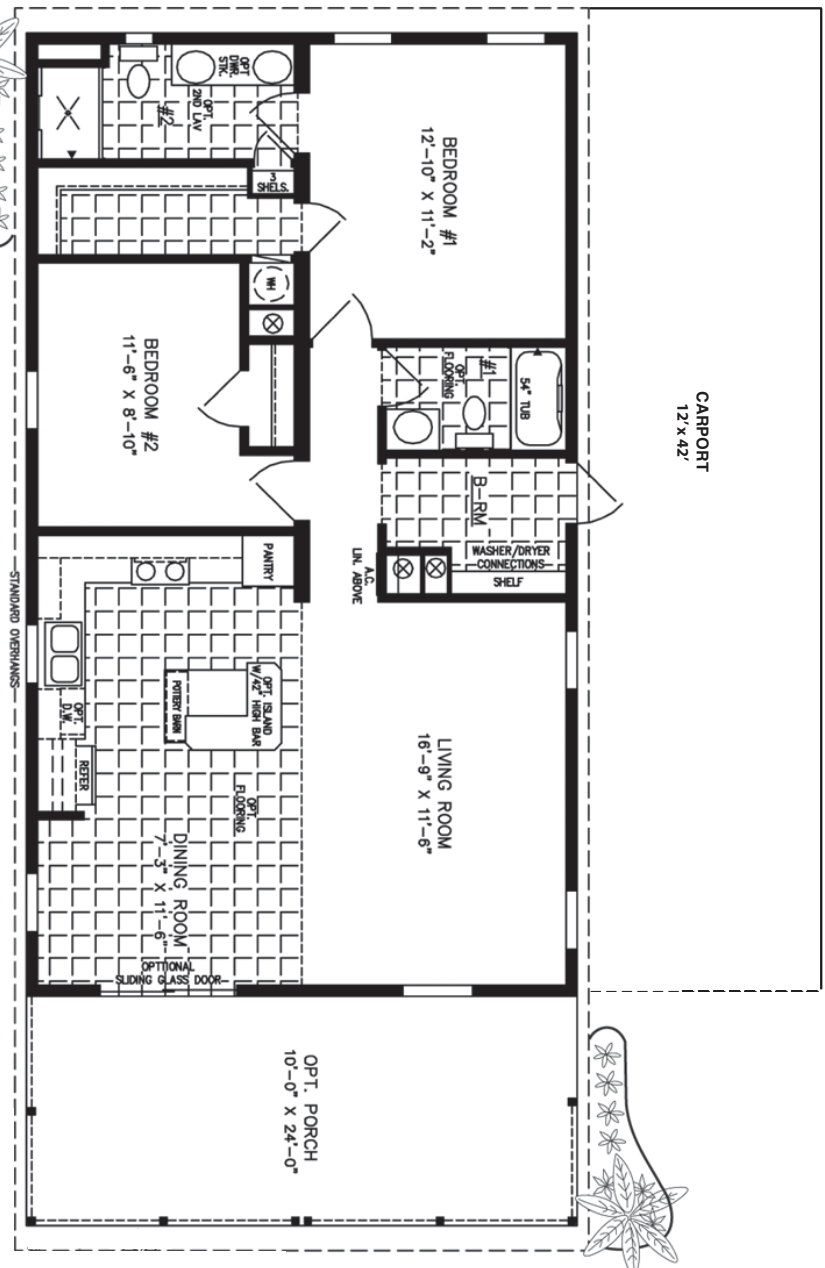 OPT.
DWR.
STK.
OPT.
2ND LAV
#2
3
SHELS.
BEDROOM #1
12'-10" X 11'-2"
WH
BEDROOM #2
11'-6" X 8'-10"
#1
OPT.
FLOORING
54" TUB
CARPORT
12' x 42'
B-RM
WASHER/DRYER
CONNECTIONS
SHELF
A.C.
LIN. ABOVE
PANTRY
STANDARD OVERHANGS
OPT. ISLAND
W/42" HIGH BAR
POTTERY BARN
OPT.
D.W.
REFER
OPT.
FLOORING
LIVING ROOM
16'-9" X 11'-6"
DINING ROOM
7'-3" X 11'-6"
OPTTIONAL
SLIDING GLASS DOOR
OPT. PORCH
10'-0" X 24'-0"